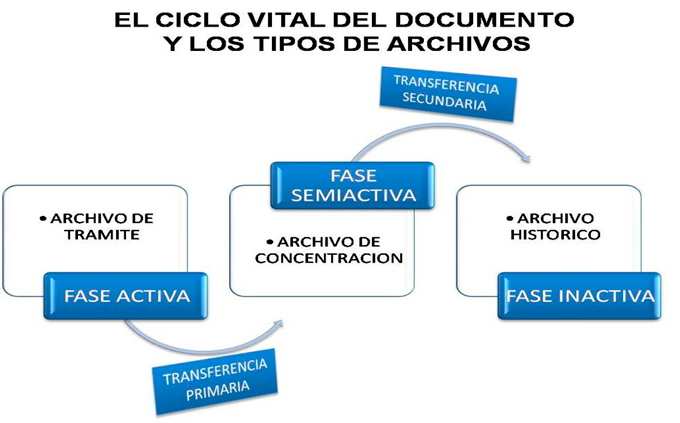 EL CICLO VITAL DEL DOCUMENTO
Y LOS TIPOS DE ARCHIVOS
TRANSFERENCIA
SECUNDARIA
• ARCHIVO DE
TRAMITE
FASE ACTIVA
TRANSFERENCIA
PRIMARIA
FASE
SEMIACTIVA
• ARCHIVO DE
CONCENTRACION
• ARCHIVO
HISTORICO
FASE INACTIVA